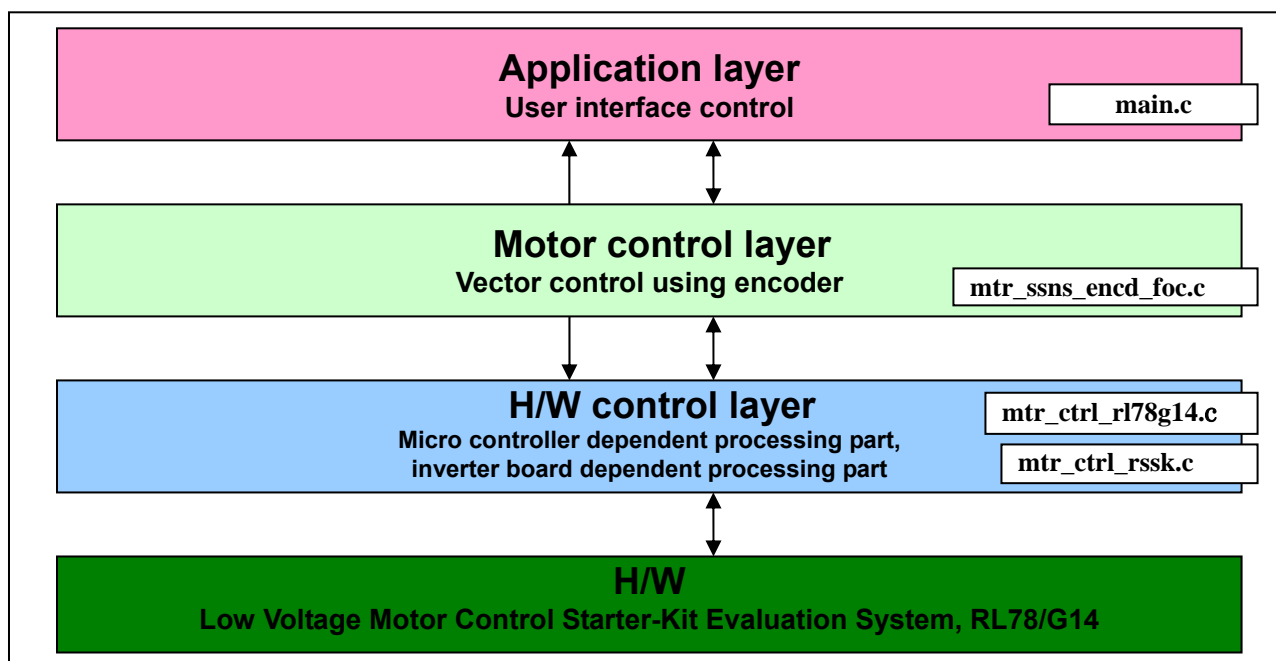 Application layer
User interface control
main.c
Motor control layer
Vector control using encoder
mtr_ssns_encd_foc.c
H/W control layer
Micro controller dependent processing part,
inverter board dependent processing part
mtr_ctrl_rl78g14.c
mtr_ctrl_rssk.c
H/W
Low Voltage Motor Control Starter-Kit Evaluation System, RL78/G14